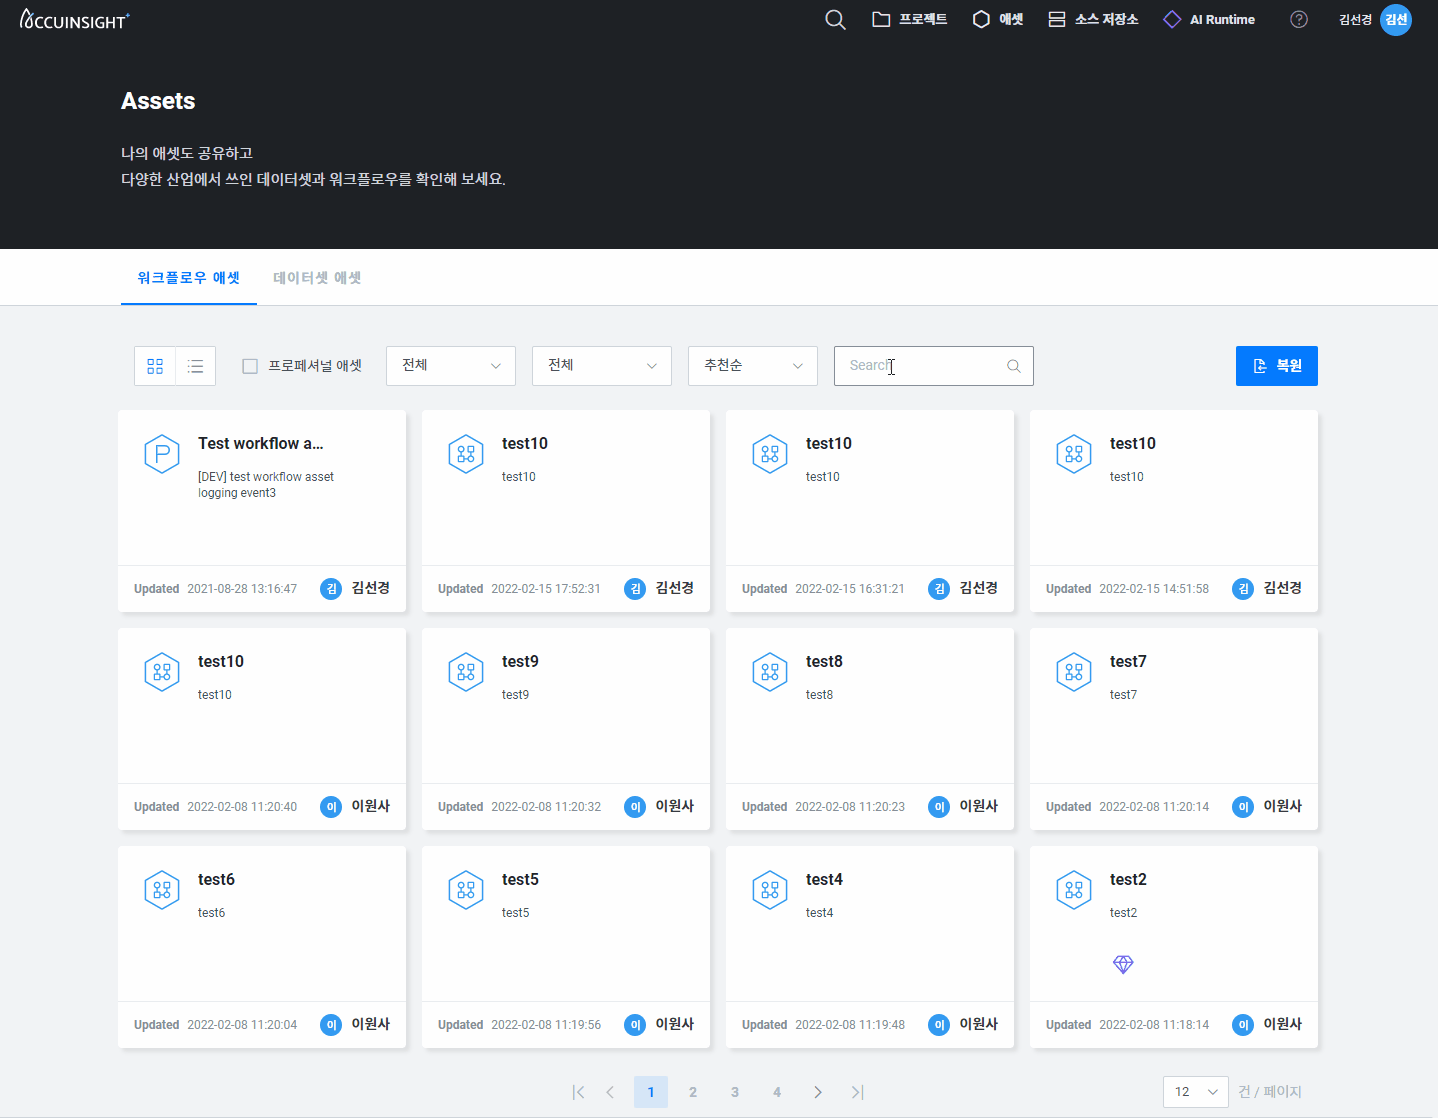 ACCUINSIGHT+
프로젝트
애셋
소스 저장소
AI Runtime
?
김선경
김선
Assets
나의 애셋도 공유하고
다양한 산업에서 쓰인 데이터셋과 워크플로우를 확인해 보세요.
워크플로우 애셋
데이터셋 애셋
프로페셔널 애셋
전체
전체
추천순
Search
복원
P
Test workflow a...
[DEV] test workflow asset
logging event3
Updated 2021-08-28 13:16:47 김 김선경
test10
test10
Updated 2022-02-15 17:52:31 김 김선경
test10
test10
Updated 2022-02-15 16:31:21 김 김선경
test10
test10
Updated 2022-02-15 14:51:58 김 김선경
test10
test10
Updated 2022-02-08 11:20:40 이 이원사
test9
test9
Updated 2022-02-08 11:20:32 이 이원사
test8
test8
Updated 2022-02-08 11:20:23 이 이원사
test7
test7
Updated 2022-02-08 11:20:14 이 이원사
test6
test6
Updated 2022-02-08 11:20:04 이 이원사
test5
test5
Updated 2022-02-08 11:19:56 이 이원사
test4
test4
Updated 2022-02-08 11:19:48 이 이원사
test2
test2
Updated 2022-02-08 11:18:14 이 이원사
1 2 3 4
12 건 / 페이지